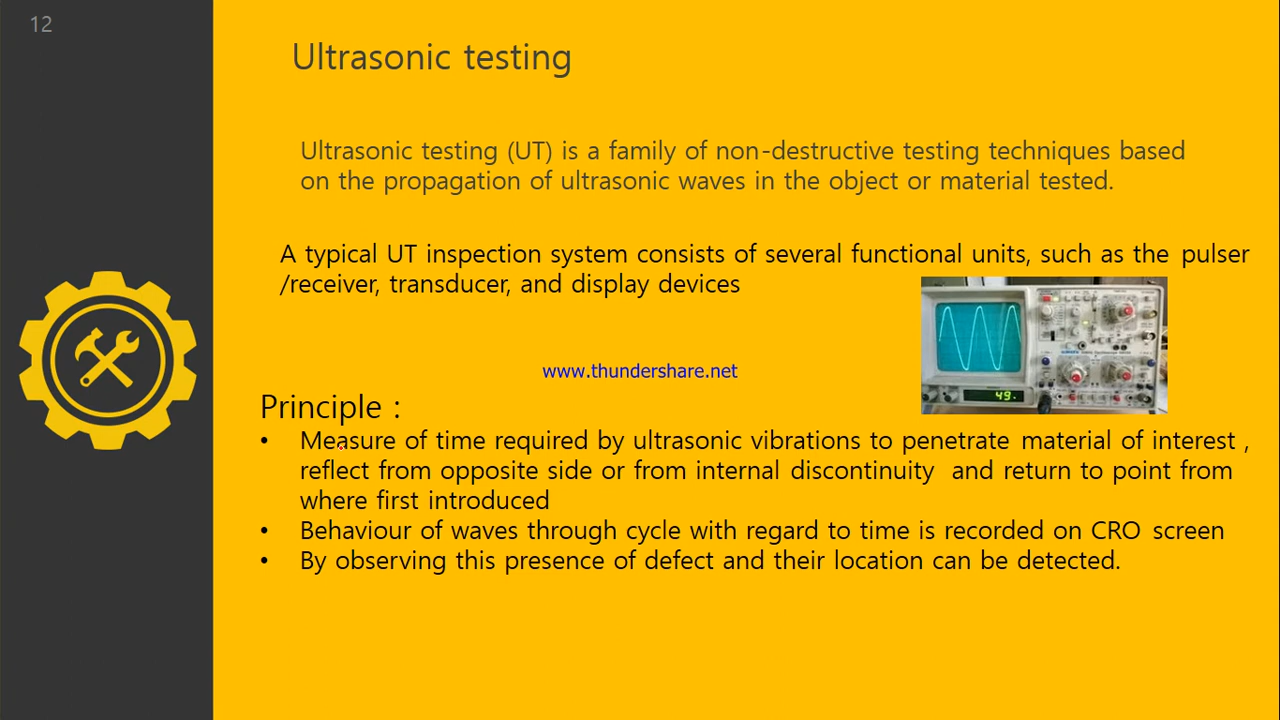 12
Ultrasonic testing
Ultrasonic testing (UT) is a family of non-destructive testing techniques based
on the propagation of ultrasonic waves in the object or material tested.
A typical UT inspection system consists of several functional units, such as the pulser
/receiver, transducer, and display devices
www.thundershare.net
Principle :
• Measure of time required by ultrasonic vibrations to penetrate material of interest ,
reflect from opposite side or from internal discontinuity and return to point from
where first introduced
• Behaviour of waves through cycle with regard to time is recorded on CRO screen
• By observing this presence of defect and their location can be detected.
49.